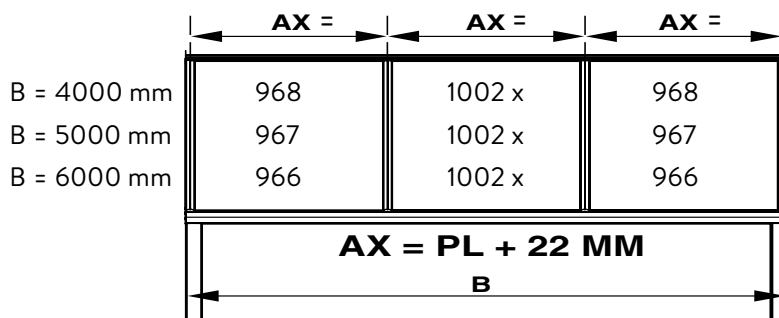 AX = AX = AX =
B = 4000 mm 968 1002 x 968
B = 5000 mm 967 1002 x 967
B = 6000 mm 966 1002 x 966
AX = PL + 22 MM
B